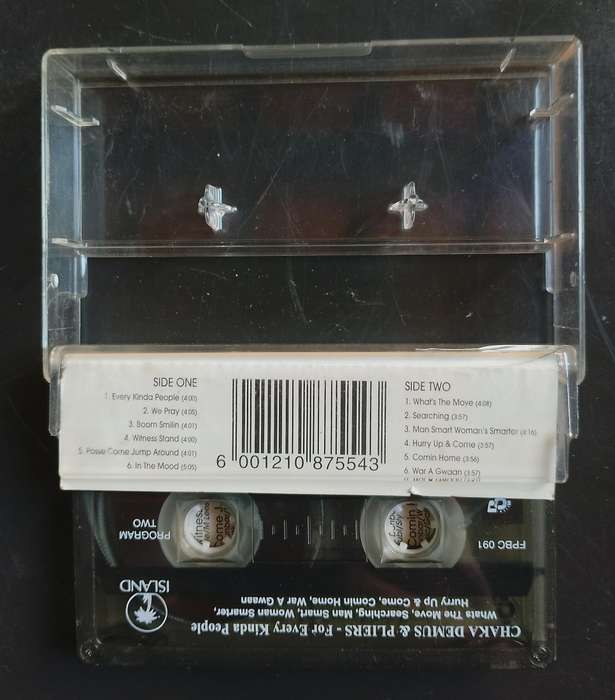 SIDE ONE
1. Every Kinda People (4:00)
2. We Pray (4:05)
3. Boom Smilin (4:01)
4. Witness Stand (4:00)
5. Posse Come Jump Around (4:01)
6. In The Mood (5:05)
6 001210 875543
SIDE TWO
1. What's The Move (4:08)
2. Searching (3:57)
3. Man Smart Woman's Smarter (4:16)
4. Hurry Up & Come (3:57)
5. Comin Home (3:56)
6. War A Gwaan (3:57)
CHAKA DEMUS & PLIERS - For Every Kinda People
Whats The Move, Searching, Man Smart, Woman Smarter,
Hurry Up & Come, Comin Home, War A Gwaan
ISLAND
FPBC 091
PROGRAM
TWO